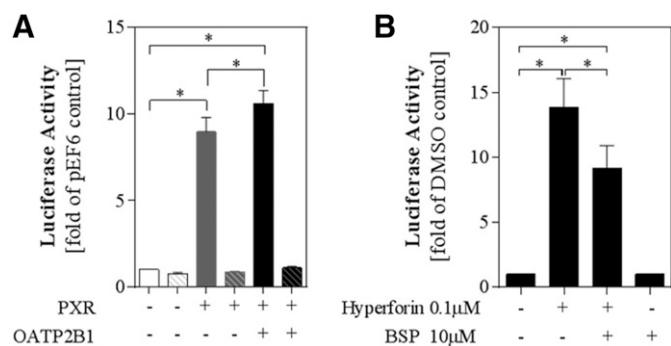 A
Luciferase Activity
[fold of pEF6 control]
15
10
5
0
*
*
*
PXR - - + + + +
OATP2B1 - - - - + +
B
Luciferase Activity
[fold of DMSO control]
20
15
10
5
0
*
*
*
Hyperforin 0.1μM - + + -
BSP 10μM - - + +